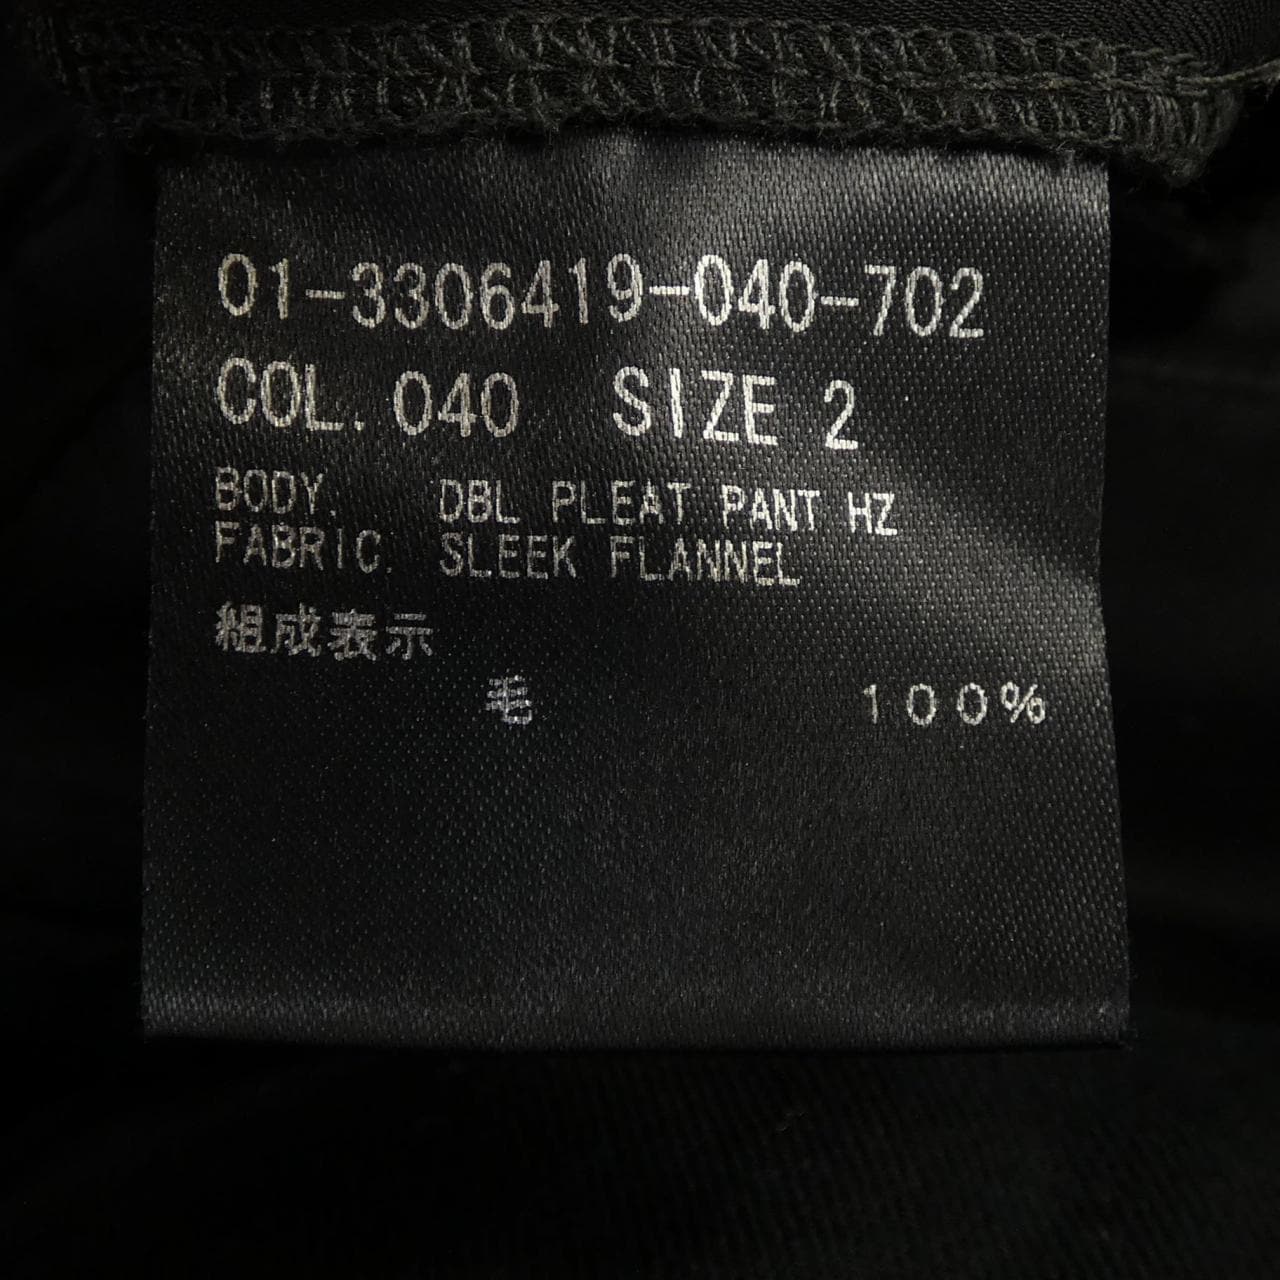 01-3306419-040-702
COL. 040 SIZE 2
BODY. DBL PLEAT PANT HZ
FABRIC. SLEEK FLANNEL
組成表示
毛 100%